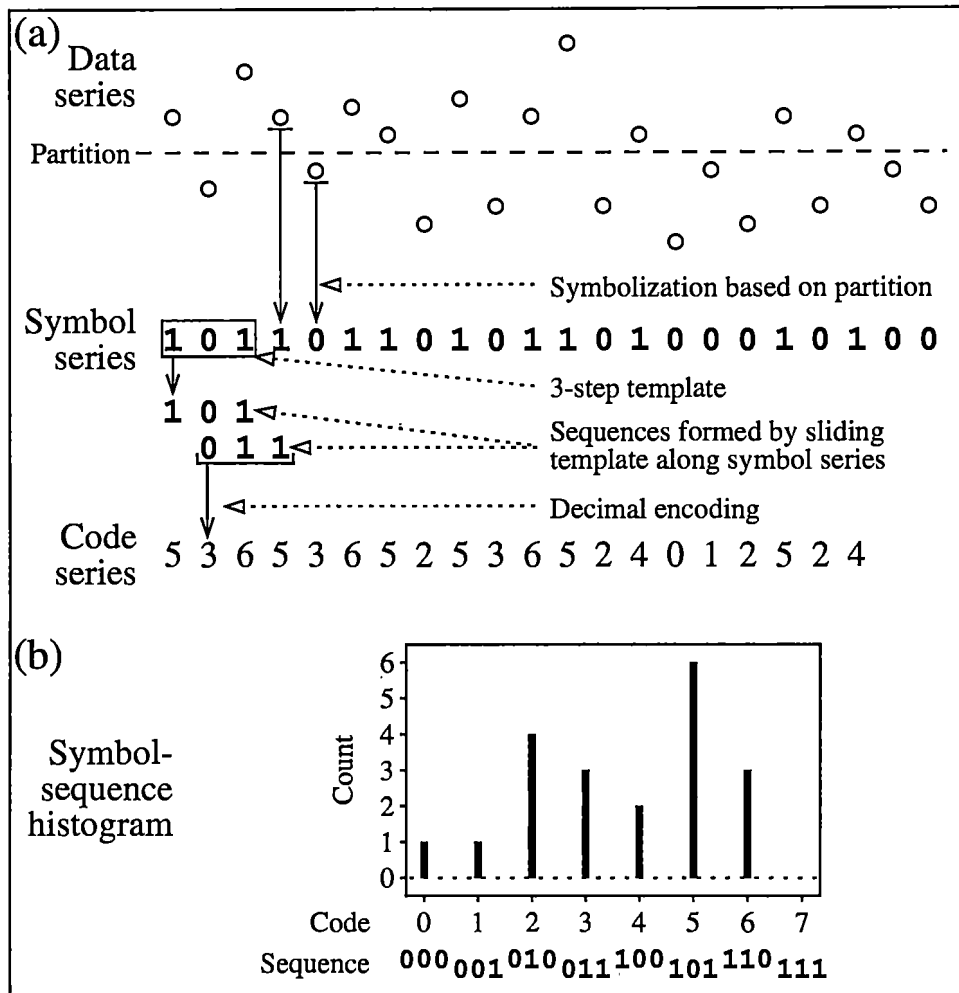 (a)
Data
series
Partition
Symbolization based on partition
Symbol
series
1 0 1 1 0 1 1 0 1 0 1 1 0 1 0 0 0 1 0 1 0 0
3-step template
1 0 1
0 1 1
Sequences formed by sliding
template along symbol series
Decimal encoding
Code
series
5 3 6 5 3 6 5 2 5 3 6 5 2 4 0 1 2 5 2 4
(b)
Symbol-
sequence
histogram
Count
6
5
4
3
2
1
0
Code 0 1 2 3 4 5 6 7
Sequence 000 001 010 011 100 101 110 111